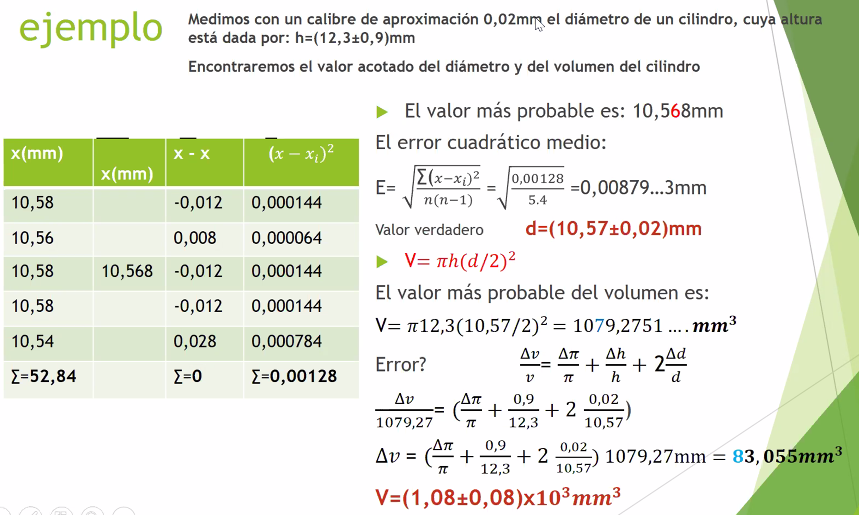 ejemplo
Medimos con un calibre de aproximación 0,02mm el diámetro de un cilindro, cuya altura
está dada por: h=(12,3±0,9)mm
Encontraremos el valor acotado del diámetro y del volumen del cilindro
x(mm) x(mm) x - x (x − xᵢ)²
10,58 -0,012 0,000144
10,56 0,008 0,000064
10,58 10,568 -0,012 0,000144
10,58 -0,012 0,000144
10,54 0,028 0,000784
∑=52,84 ∑=0 ∑=0,00128
El valor más probable es: 10,568mm
El error cuadrático medio:
E= √(∑(x−xᵢ)²/n(n−1)) = √(0,00128/5.4) =0,00879...3mm
Valor verdadero d=(10,57±0,02)mm
V= πh(d/2)²
El valor más probable del volumen es:
V= π12,3(10,57/2)² = 1079,2751 .... mm³
Error? Δv/v = Δπ/π + Δh/h + 2Δd/d
Δv/1079,27 = (Δπ/π + 0,9/12,3 + 2 0,02/10,57)
Δv = (Δπ/π + 0,9/12,3 + 2 0,02/10,57) 1079,27mm = 83,055mm³
V=(1,08±0,08)x10³mm³